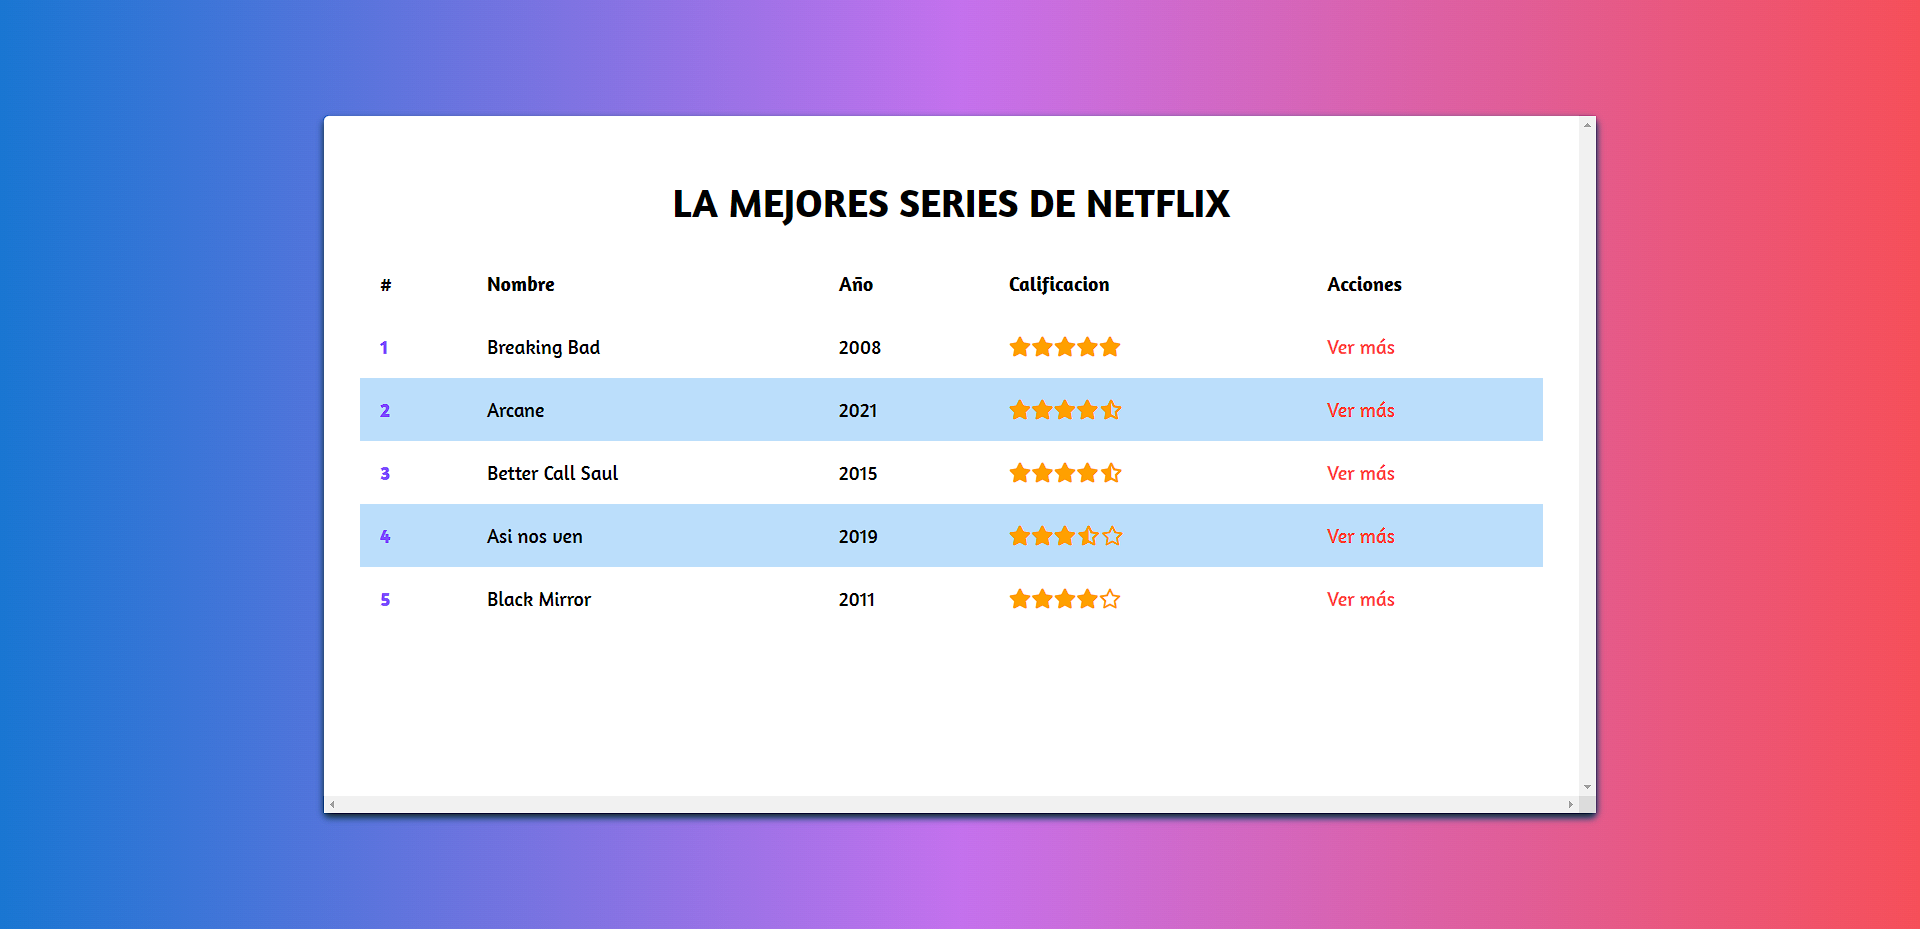 LA MEJORES SERIES DE NETFLIX
# Nombre Año Calificacion Acciones
1 Breaking Bad 2008 Ver más
2 Arcane 2021 Ver más
3 Better Call Saul 2015 Ver más
4 Asi nos ven 2019 Ver más
5 Black Mirror 2011 Ver más